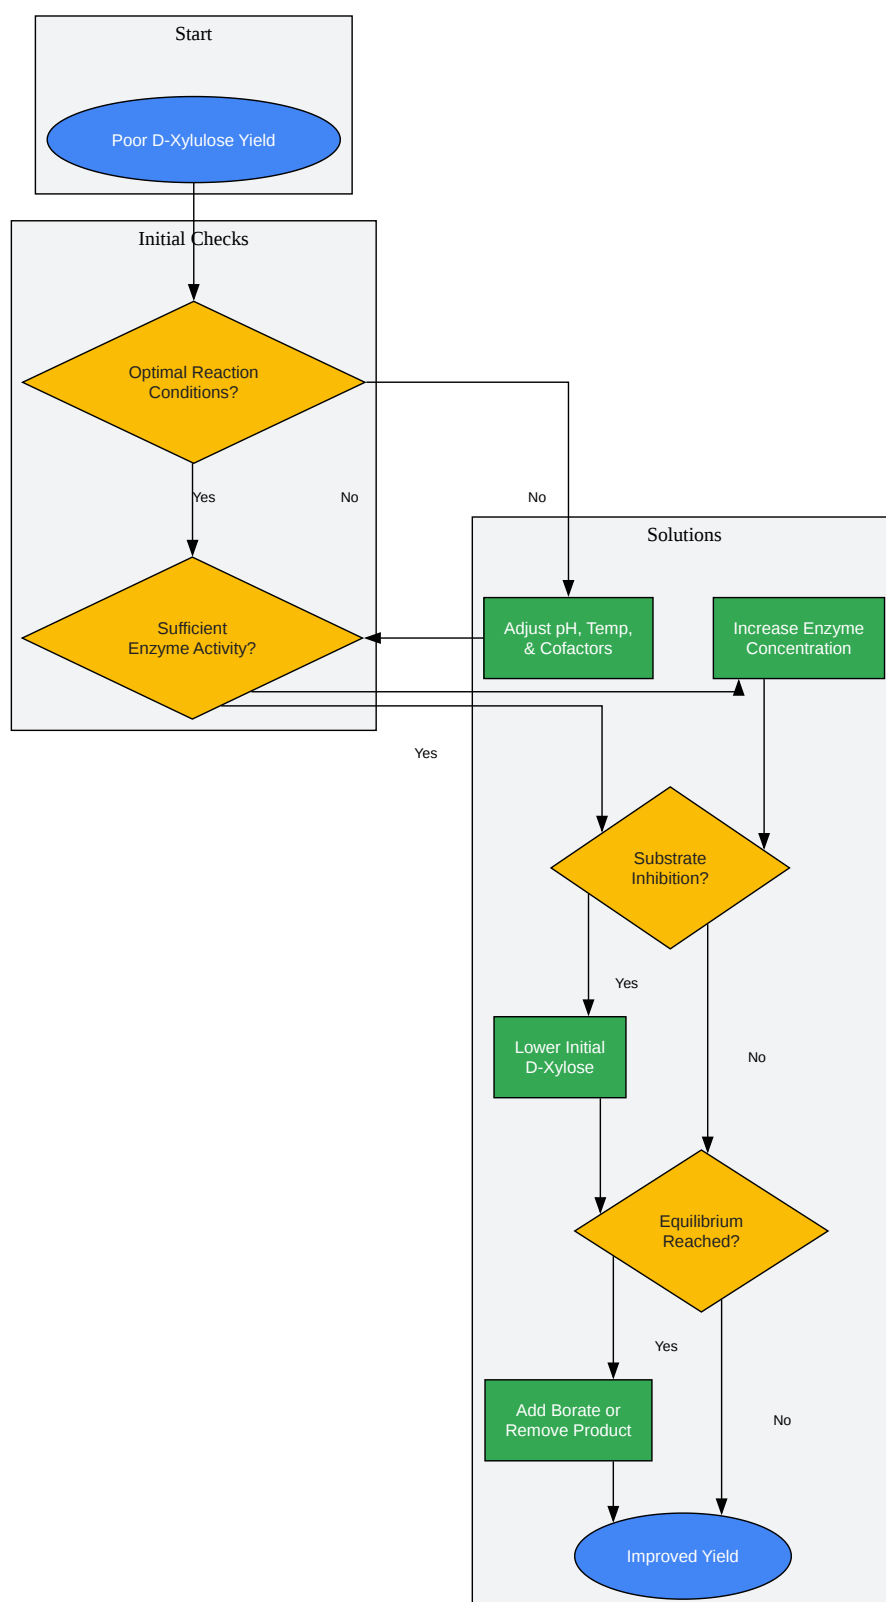 Start
Poor D-Xylulose Yield
Initial Checks
Optimal Reaction
Conditions?
Yes
No
No
Solutions
Sufficient
Enzyme Activity?
Adjust pH, Temp,
& Cofactors
Increase Enzyme
Concentration
Yes
Substrate
Inhibition?
Yes
Lower Initial
D-Xylose
No
Equilibrium
Reached?
Yes
Add Borate or
Remove Product
No
Improved Yield